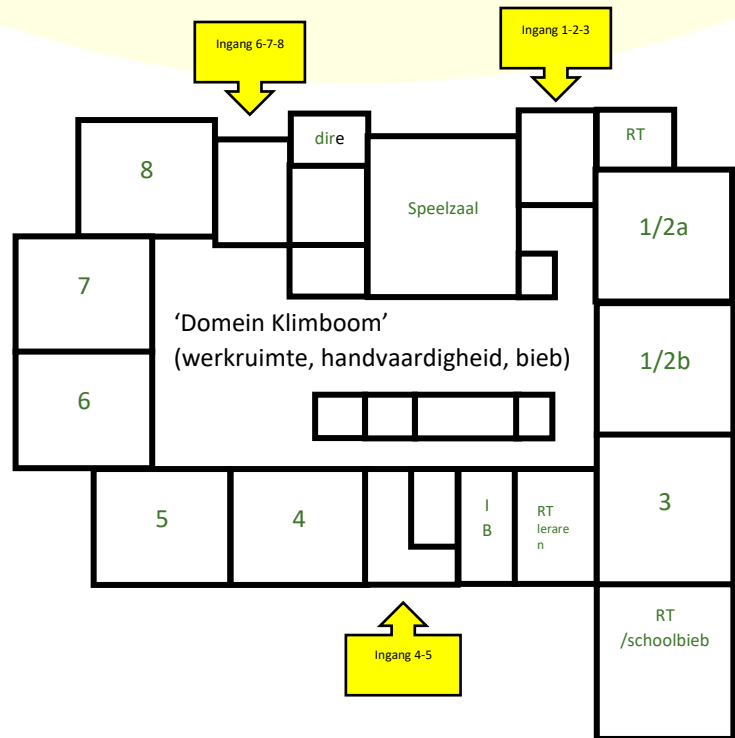 Ingang 6-7-8
Ingang 1-2-3
dire
RT
8
Speelzaal
1/2a
7
'Domein Klimboom'
(werkruimte, handvaardigheid, bieb)
1/2b
6
5
4
I
B
RT
lerare
n
3
RT
/schoolbieb
Ingang 4-5